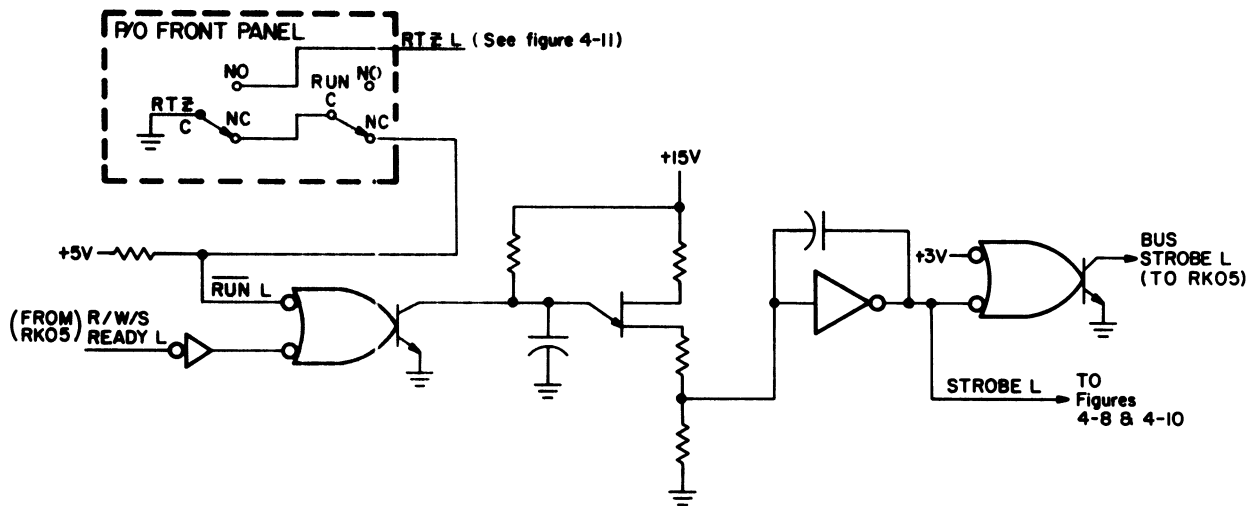 P/O FRONT PANEL
RTZ L (See figure 4-11)
NO
RUN
NO
RTZ
C
NC
C
NC
+15V
+5V
RUN L
+3V
BUS
STROBE L
(TO RK05)
(FROM RK05)
R/W/S
READY L
STROBE L
TO
Figures
4-8 & 4-10